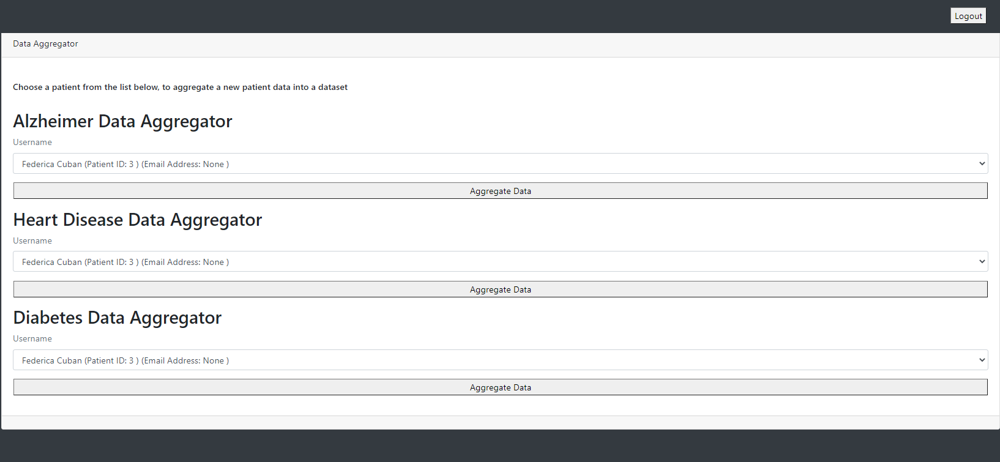 Logout
Data Aggregator
Choose a patient from the list below, to aggregate a new patient data into a dataset
Alzheimer Data Aggregator
Username
Federica Cuban (Patient ID: 3 ) (Email Address: None )
Aggregate Data
Heart Disease Data Aggregator
Username
Federica Cuban (Patient ID: 3 ) (Email Address: None )
Aggregate Data
Diabetes Data Aggregator
Username
Federica Cuban (Patient ID: 3 ) (Email Address: None )
Aggregate Data